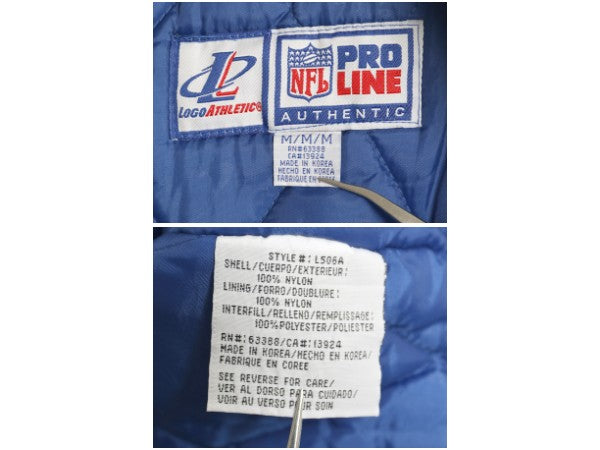 LOGOATHLETIC®
NFL
PRO
LINE
AUTHENTIC
M/M/M
RN#63388
CA#13924
MADE IN KOREA
HECHO EN KOREA
FABRIQUE EN COREE
STYLE#:L506A
SHELL/CUERPO/EXTERIEUR:
100% NYLON
LINING/FORRO/DOUBLURE:
100% NYLON
INTERFILL/RELLENO/REMPLISSAGE:
100%POLYESTER/POLIESTER
RN#:63388/CA#:13924
MADE IN KOREA/HECHO EN KOREA/
FABRIQUE EN COREE
SEE REVERSE FOR CARE/
VER AL DORSO PARA CUIDADO/
VOIR AU VERSO POUR SOIN